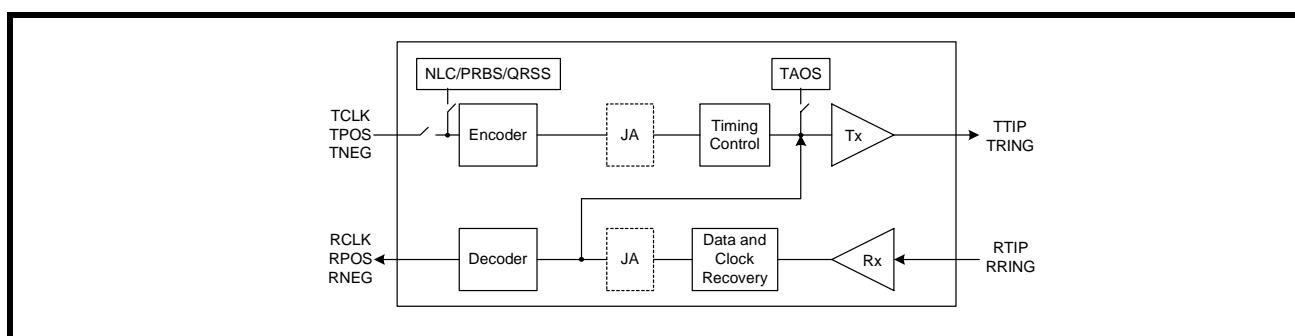 NLC/PRBS/QRSS
TAOS
TCLK
TPOS
TNEG
Encoder
JA
Timing
Control
Tx
TTIP
TRING
RCLK
RPOS
RNEG
Decoder
JA
Data and
Clock
Recovery
Rx
RTIP
RRING